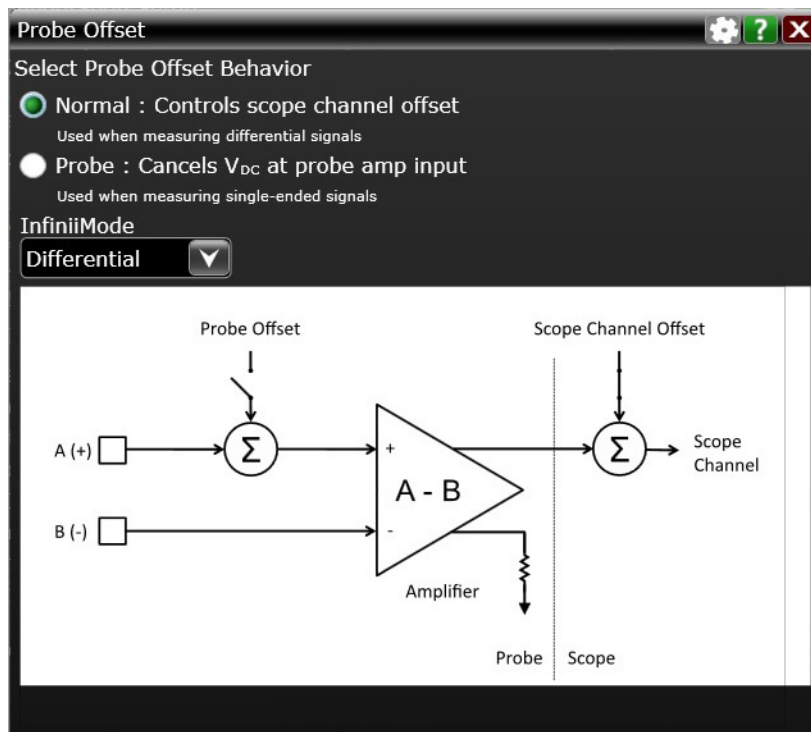 Probe Offset
?
X
Select Probe Offset Behavior
Normal : Controls scope channel offset
Used when measuring differential signals
Probe : Cancels VDC at probe amp input
Used when measuring single-ended signals
InfiniiMode
Differential
Probe Offset
Scope Channel Offset
A (+)
Σ
+
A - B
Σ
Scope
Channel
B (-)
-
Amplifier
Probe
Scope